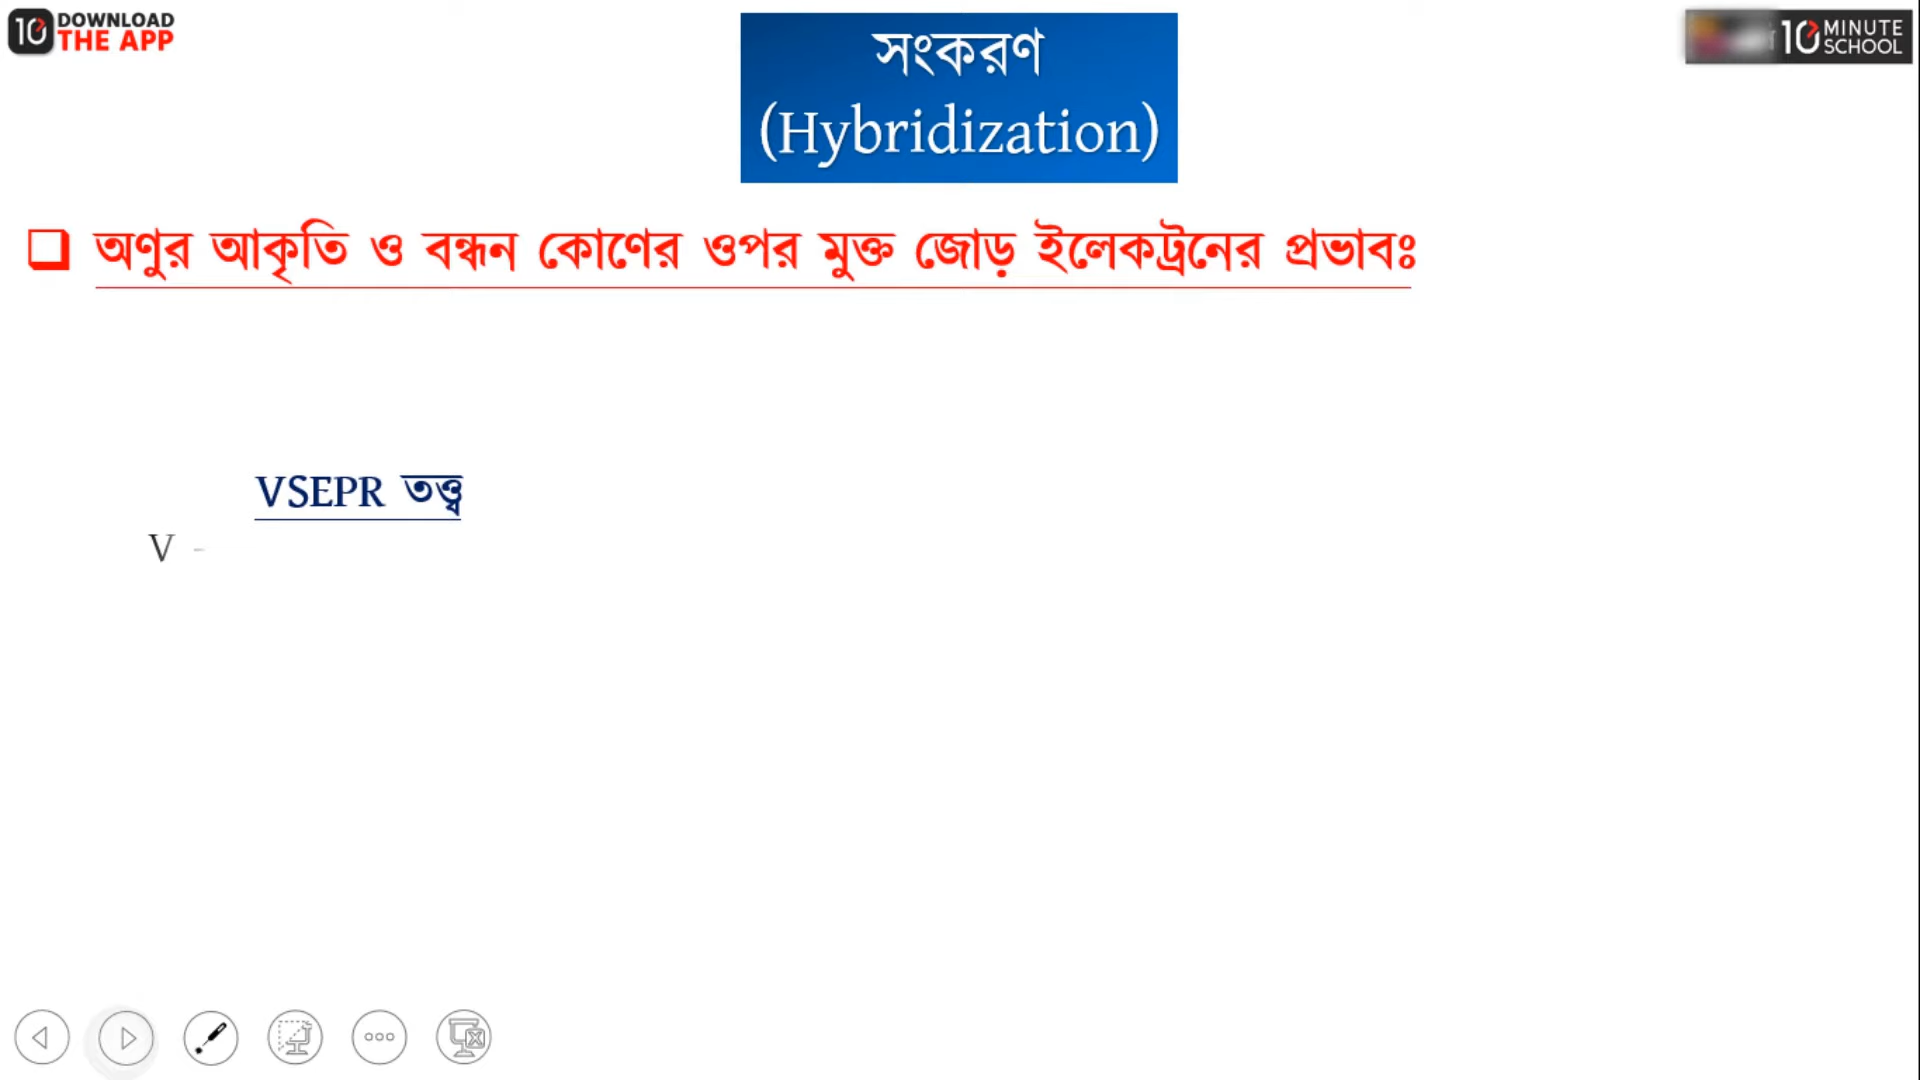 10 DOWNLOAD
THE APP
10 MINUTE
SCHOOL
সংকরণ
(Hybridization)
❑ অণুর আকৃতি ও বন্ধন কোণের ওপর মুক্ত জোড় ইলেকট্রনের প্রভাবঃ
VSEPR তত্ত্ব
V -